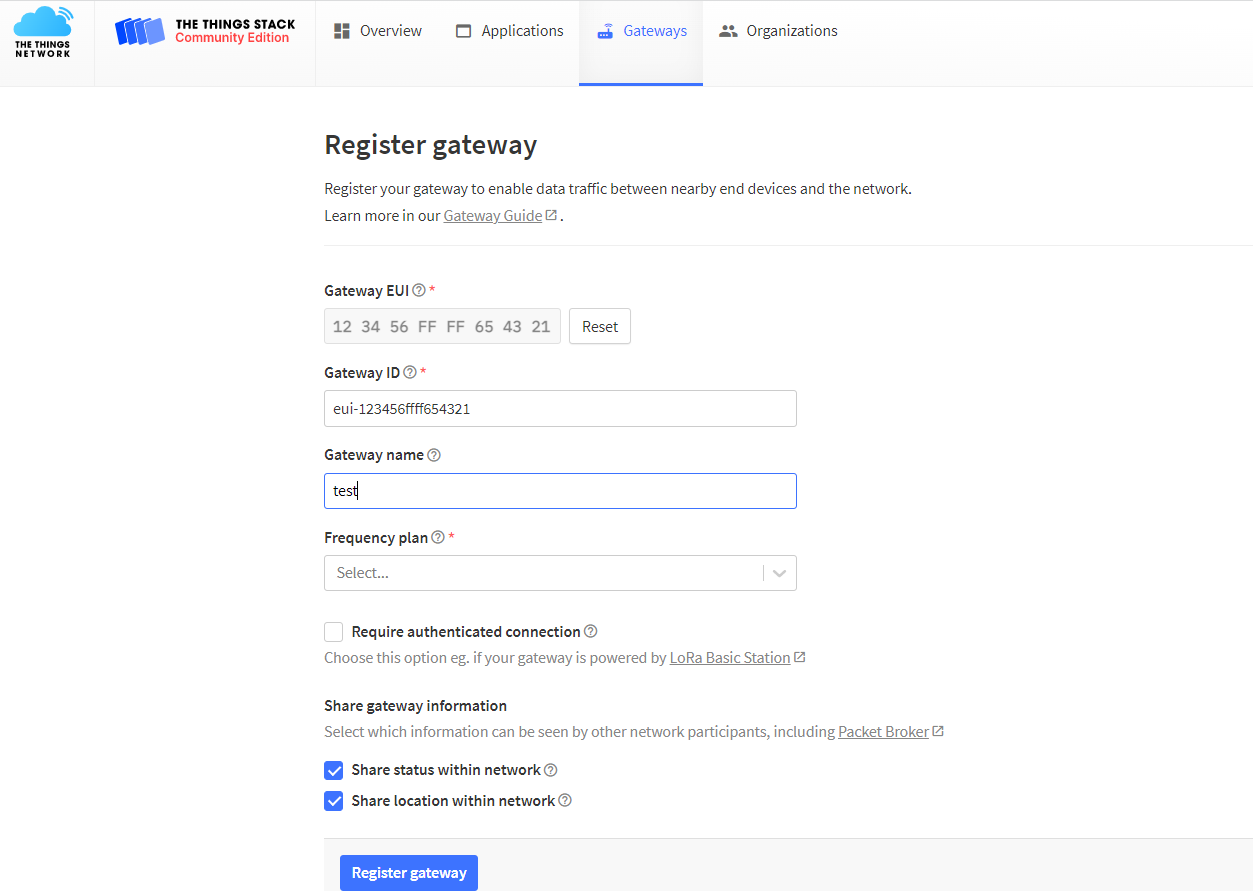 THE THINGS
NETWORK
THE THINGS STACK
Community Edition
Overview
Applications
Gateways
Organizations
Register gateway
Register your gateway to enable data traffic between nearby end devices and the network.
Learn more in our Gateway Guide .
Gateway EUI *
12 34 56 FF FF 65 43 21
Reset
Gateway ID *
eui-123456ffff654321
Gateway name
test
Frequency plan *
Select...
Require authenticated connection
Choose this option eg. if your gateway is powered by LoRa Basic Station
Share gateway information
Select which information can be seen by other network participants, including Packet Broker
Share status within network
Share location within network
Register gateway